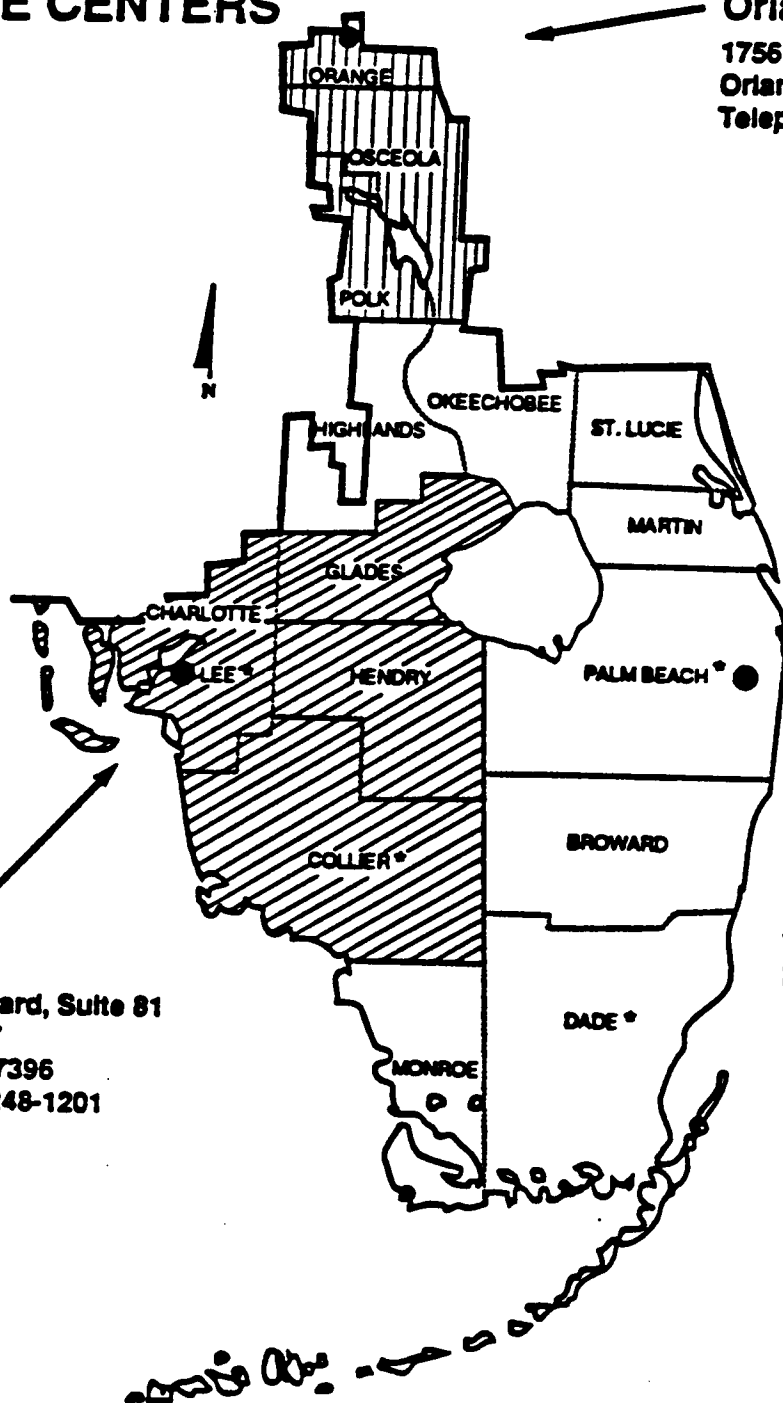 E CENTERS
Orla
1756
Orlan
Telep
ORANGE
OSCEOLA
POLK
N
OKEECHOBEE
HIGHLANDS
ST. LUCIE
MARTIN
GLADES
CHARLOTTE
LEE*
HENDRY
PALM BEACH*
BROWARD
COLLIER*
ard, Suite 81
7396
48-1201
DADE*
MONROE